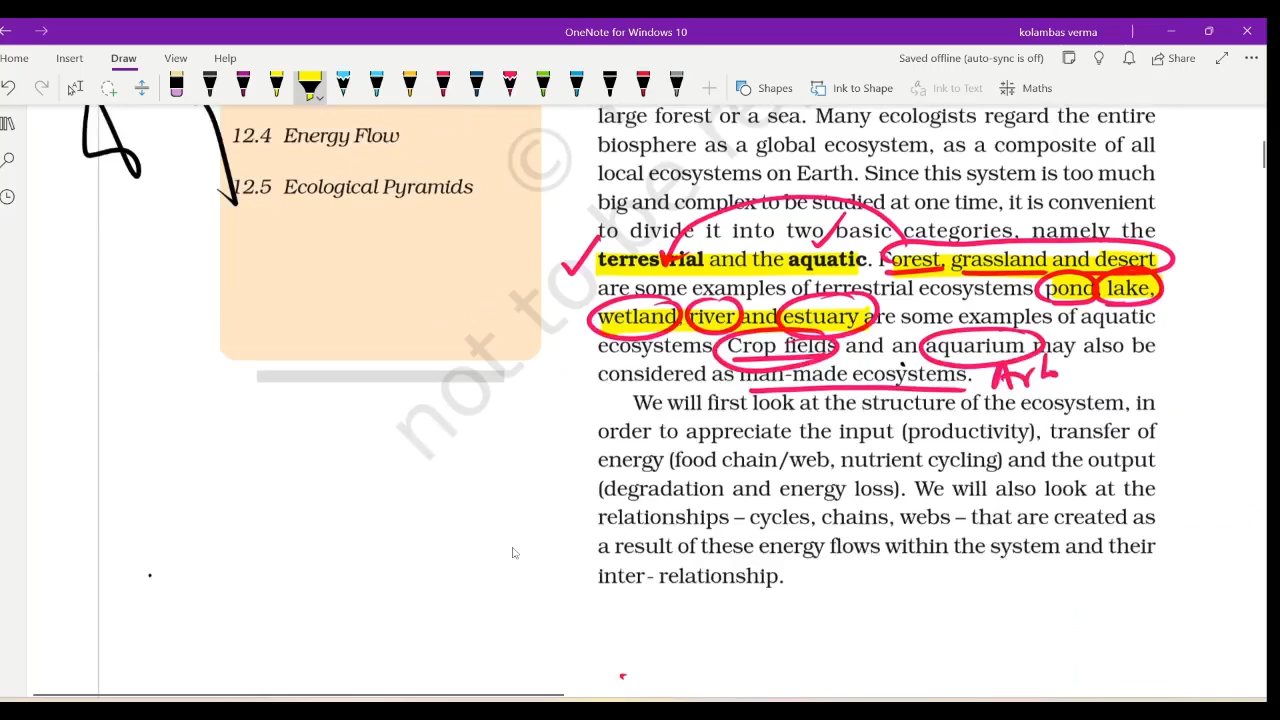 OneNote for Windows 10
kolambas verma
Home Insert Draw View Help
Saved offline (auto-sync is off)
Share
Shapes
Ink to Shape
Ink to Text
Maths
12.4 Energy Flow
12.5 Ecological Pyramids
large forest or a sea. Many ecologists regard the entire
biosphere as a global ecosystem, as a composite of all
local ecosystems on Earth. Since this system is too much
big and complex to be studied at one time, it is convenient
to divide it into two basic categories, namely the
terrestrial and the aquatic. Forest, grassland and desert
are some examples of terrestrial ecosystems pond lake,
wetland, river and estuary are some examples of aquatic
ecosystems. Crop fields and an aquarium may also be
considered as man-made ecosystems.
We will first look at the structure of the ecosystem, in
order to appreciate the input (productivity), transfer of
energy (food chain/web, nutrient cycling) and the output
(degradation and energy loss). We will also look at the
relationships – cycles, chains, webs – that are created as
a result of these energy flows within the system and their
inter- relationship.
© not to be re